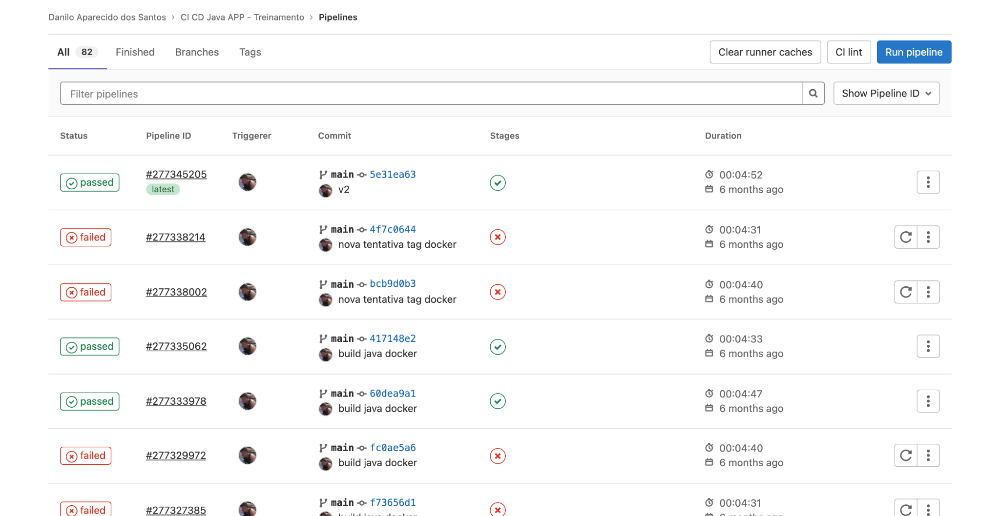 Danilo Aparecido dos Santos › CI CD Java APP - Treinamento › Pipelines
All 82 Finished Branches Tags Clear runner caches CI lint Run pipeline
Filter pipelines Show Pipeline ID
Status Pipeline ID Triggerer Commit Stages Duration
passed #277345205 latest main 5e31ea63 00:04:52
v2 6 months ago
failed #277338214 main 4f7c0644 00:04:31
nova tentativa tag docker 6 months ago
failed #277338002 main bcb9d0b3 00:04:40
nova tentativa tag docker 6 months ago
passed #277335062 main 417148e2 00:04:33
build java docker 6 months ago
passed #277333978 main 60dea9a1 00:04:47
build java docker 6 months ago
failed #277329972 main fc0ae5a6 00:04:40
build java docker 6 months ago
failed #277327385 main f73656d1 00:04:31
build java docker 6 months ago